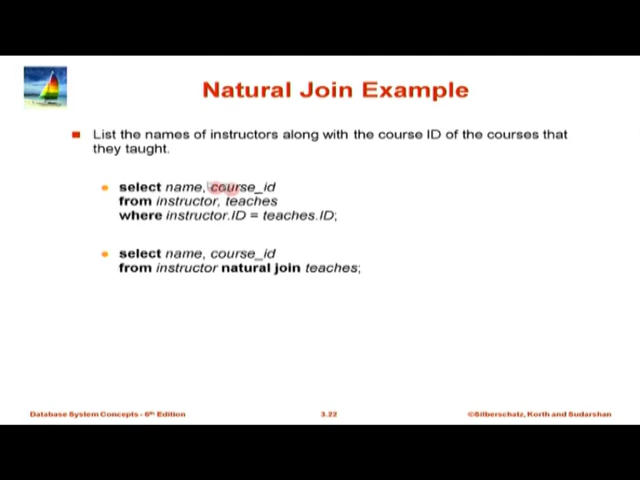 Natural Join Example
List the names of instructors along with the course ID of the courses that
they taught.
select name, course_id
from instructor, teaches
where instructor.ID = teaches.ID;
select name, course_id
from instructor natural join teaches;
Database System Concepts - 6th Edition
3.22
©Silberschatz, Korth and Sudarshan